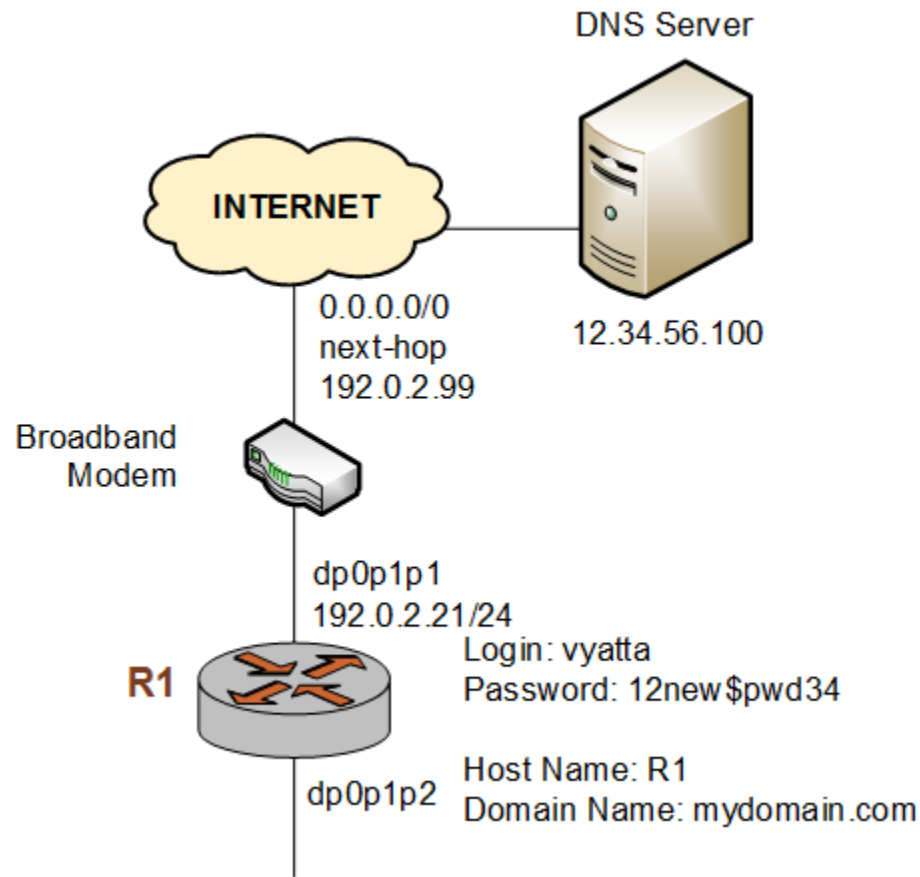 DNS Server
INTERNET
12.34.56.100
0.0.0.0/0
next-hop
192.0.2.99
Broadband
Modem
dp0p1p1
192.0.2.21/24
R1
Login: vyatta
Password: 12new$pwd34
Host Name: R1
Domain Name: mydomain.com
dp0p1p2